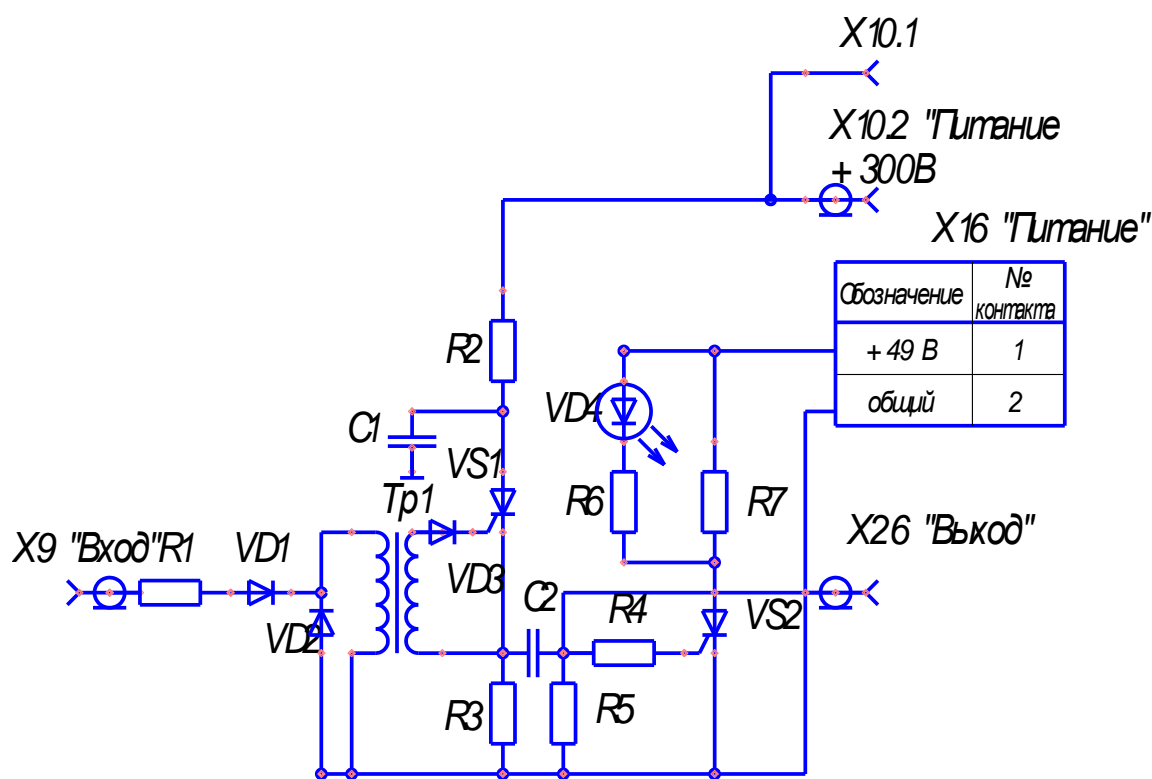 X10.1
X10.2 "Питание
+300В
X16 "Питание"
Обозначение
№
контакта
+49 В
1
общий
2
R2
C1
VS1
VD4
R6
R7
Тр1
X9 "Вход"
R1
VD1
VD2
VD3
C2
R4
VS2
X26 "Выход"
R3
R5